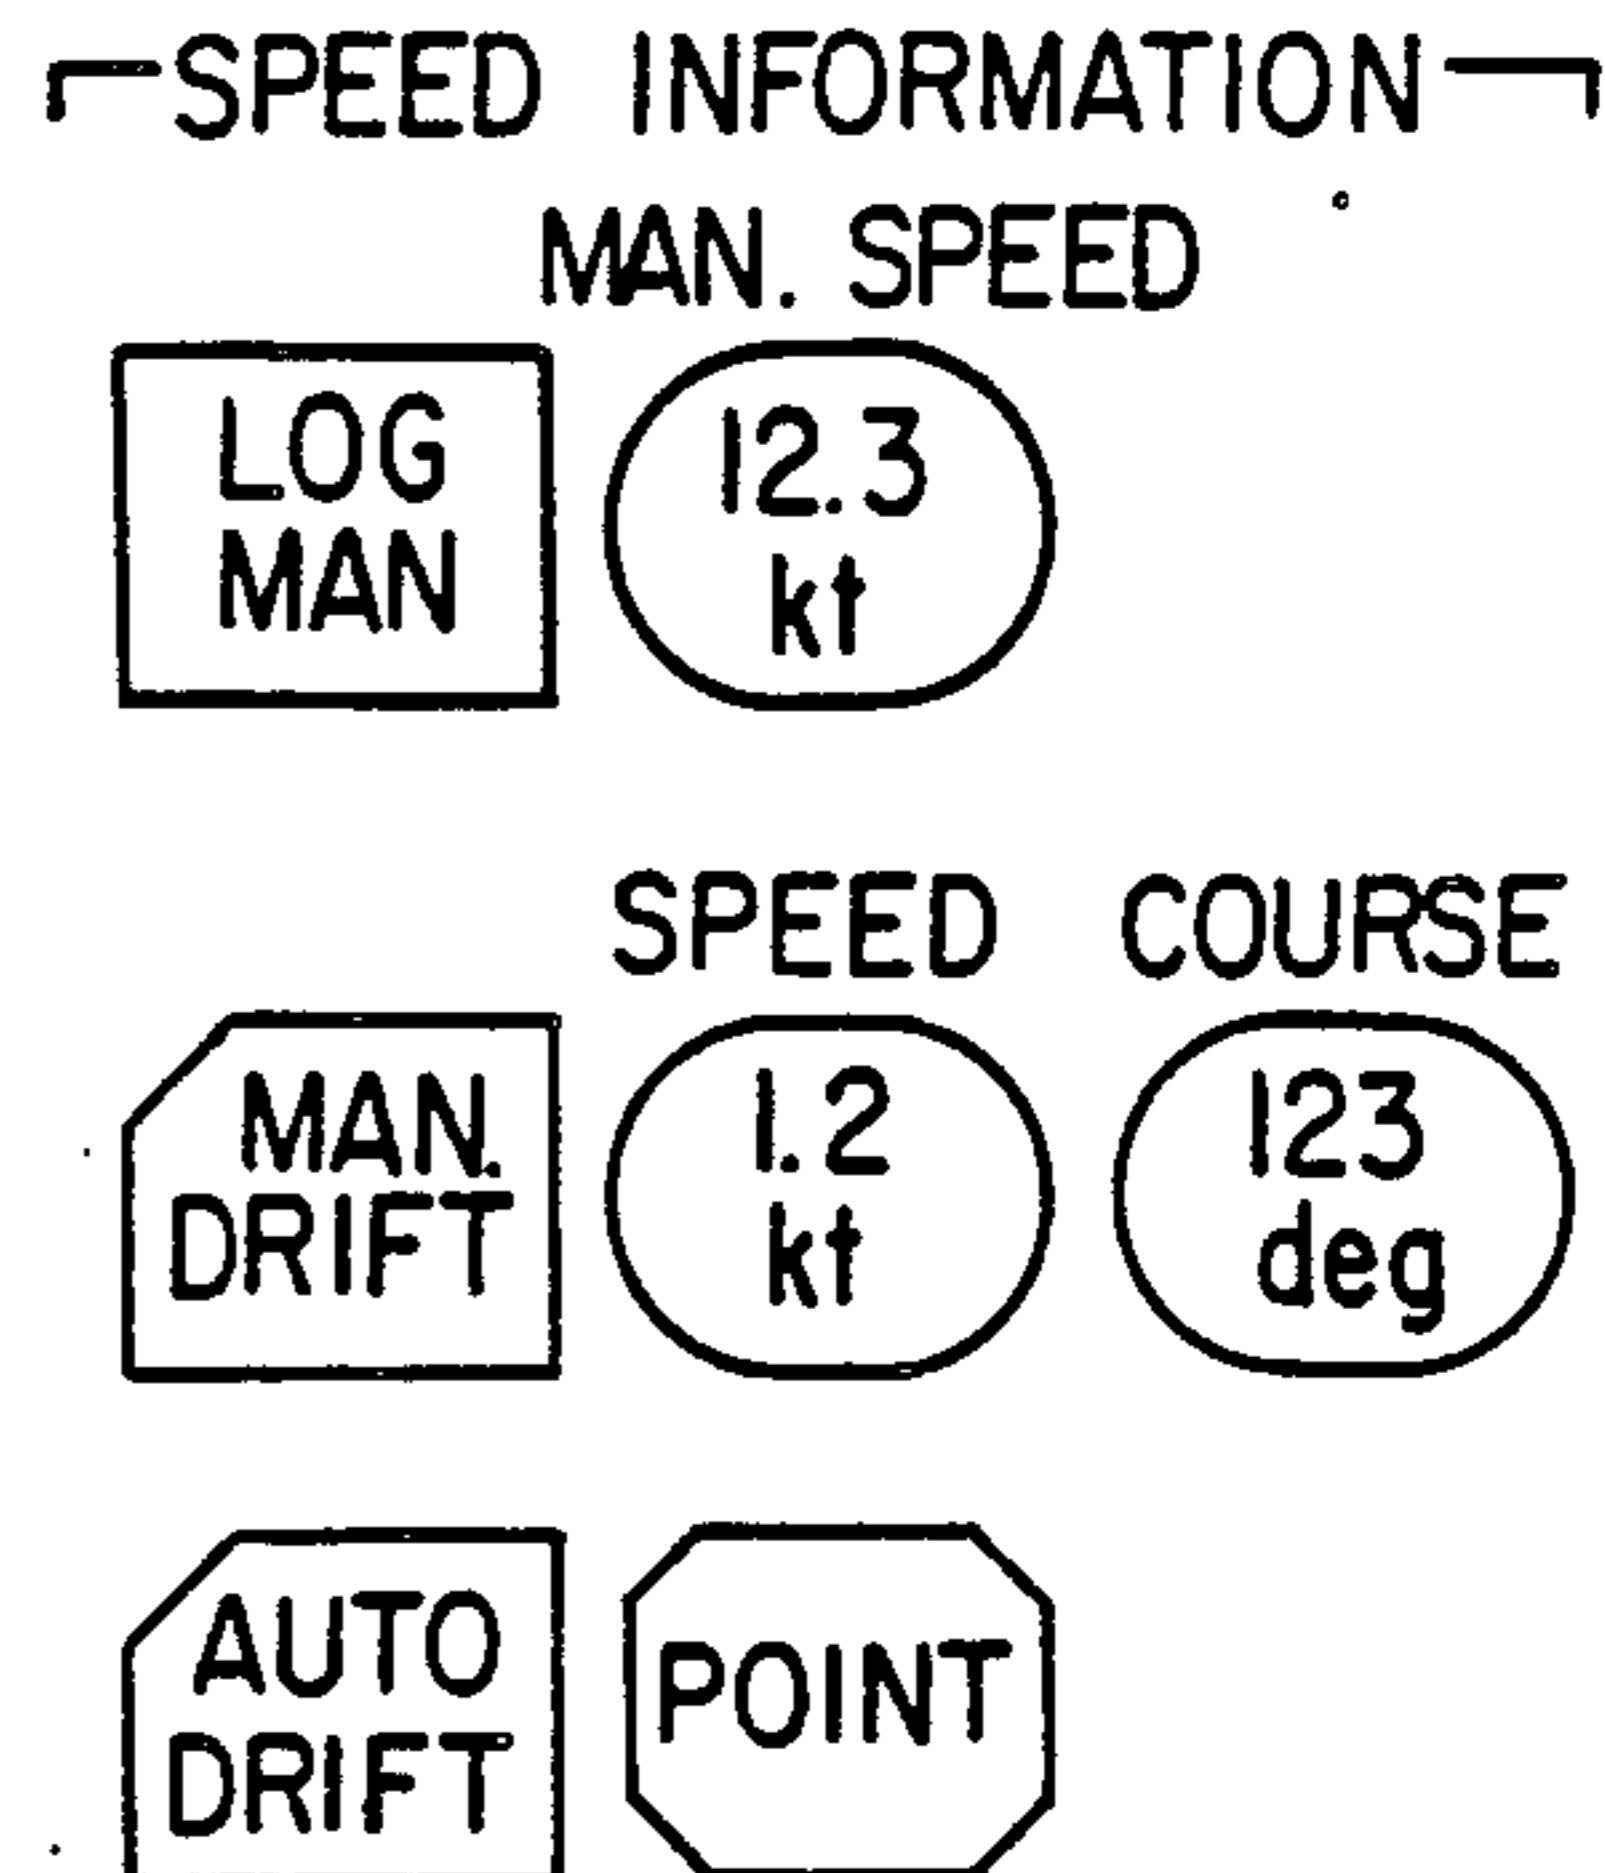 SPEED INFORMATION
MAN. SPEED
LOG
MAN
12.3
kt
SPEED
COURSE
MAN.
DRIFT
1.2
kt
123
deg
AUTO
DRIFT
POINT